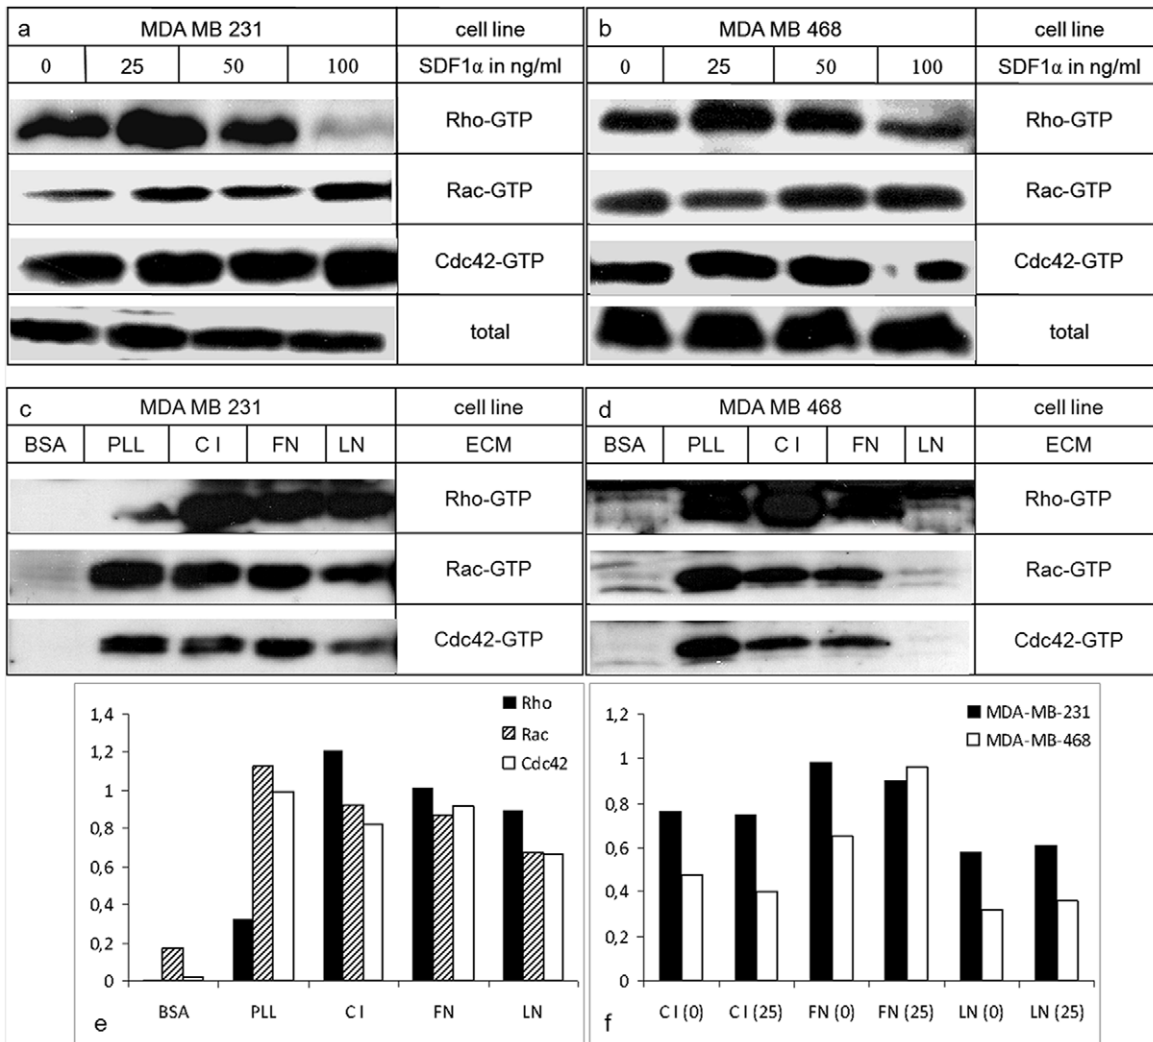 a MDA MB 231 cell line
0 25 50 100 SDF1α in ng/ml
Rho-GTP
Rac-GTP
Cdc42-GTP
total
b MDA MB 468 cell line
0 25 50 100 SDF1α in ng/ml
Rho-GTP
Rac-GTP
Cdc42-GTP
total
c MDA MB 231 cell line
BSA PLL C I FN LN ECM
Rho-GTP
Rac-GTP
Cdc42-GTP
d MDA MB 468 cell line
BSA PLL C I FN LN ECM
Rho-GTP
Rac-GTP
Cdc42-GTP
Rho
Rac
Cdc42
1,4
1,2
1
0,8
0,6
0,4
0,2
0
BSA PLL C I FN LN
e
MDA-MB-231
MDA-MB-468
1,2
1
0,8
0,6
0,4
0,2
0
C I (0) C I (25) FN (0) FN (25) LN (0) LN (25)
f